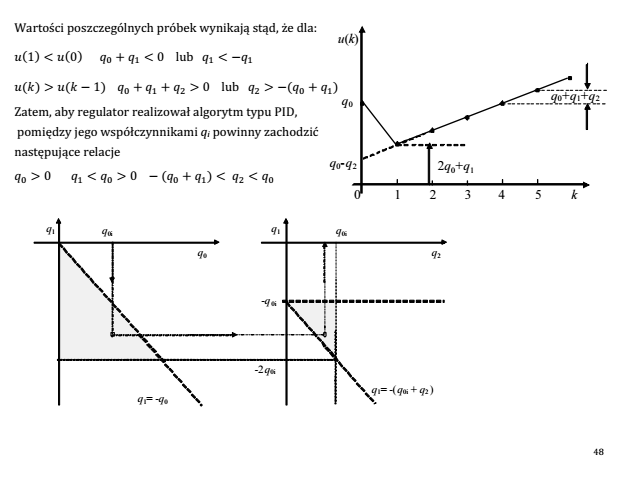 Wartości poszczególnych próbek wynikają stąd, że dla:
u(1) < u(0) q₀ + q₁ < 0 lub q₁ < −q₁
u(k) > u(k − 1) q₀ + q₁ + q₂ > 0 lub q₂ > −(q₀ + q₁)
Zatem, aby regulator realizował algorytm typu PID,
pomiędzy jego współczynnikami qᵢ powinny zachodzić
następujące relacje
q₀ > 0 q₁ < q₀ > 0 − (q₀ + q₁) < q₂ < q₀
u(k)
q₀
q₀+q₁+q₂
q₀-q₂
2q₀+q₁
0 1 2 3 4 5 k
q₁ q₀ᵢ
q₀
q₁=-q₀
q₁ q₀ᵢ
q₂
-q₀ᵢ
-2q₀ᵢ
q₁=-(q₀ᵢ + q₂)
48